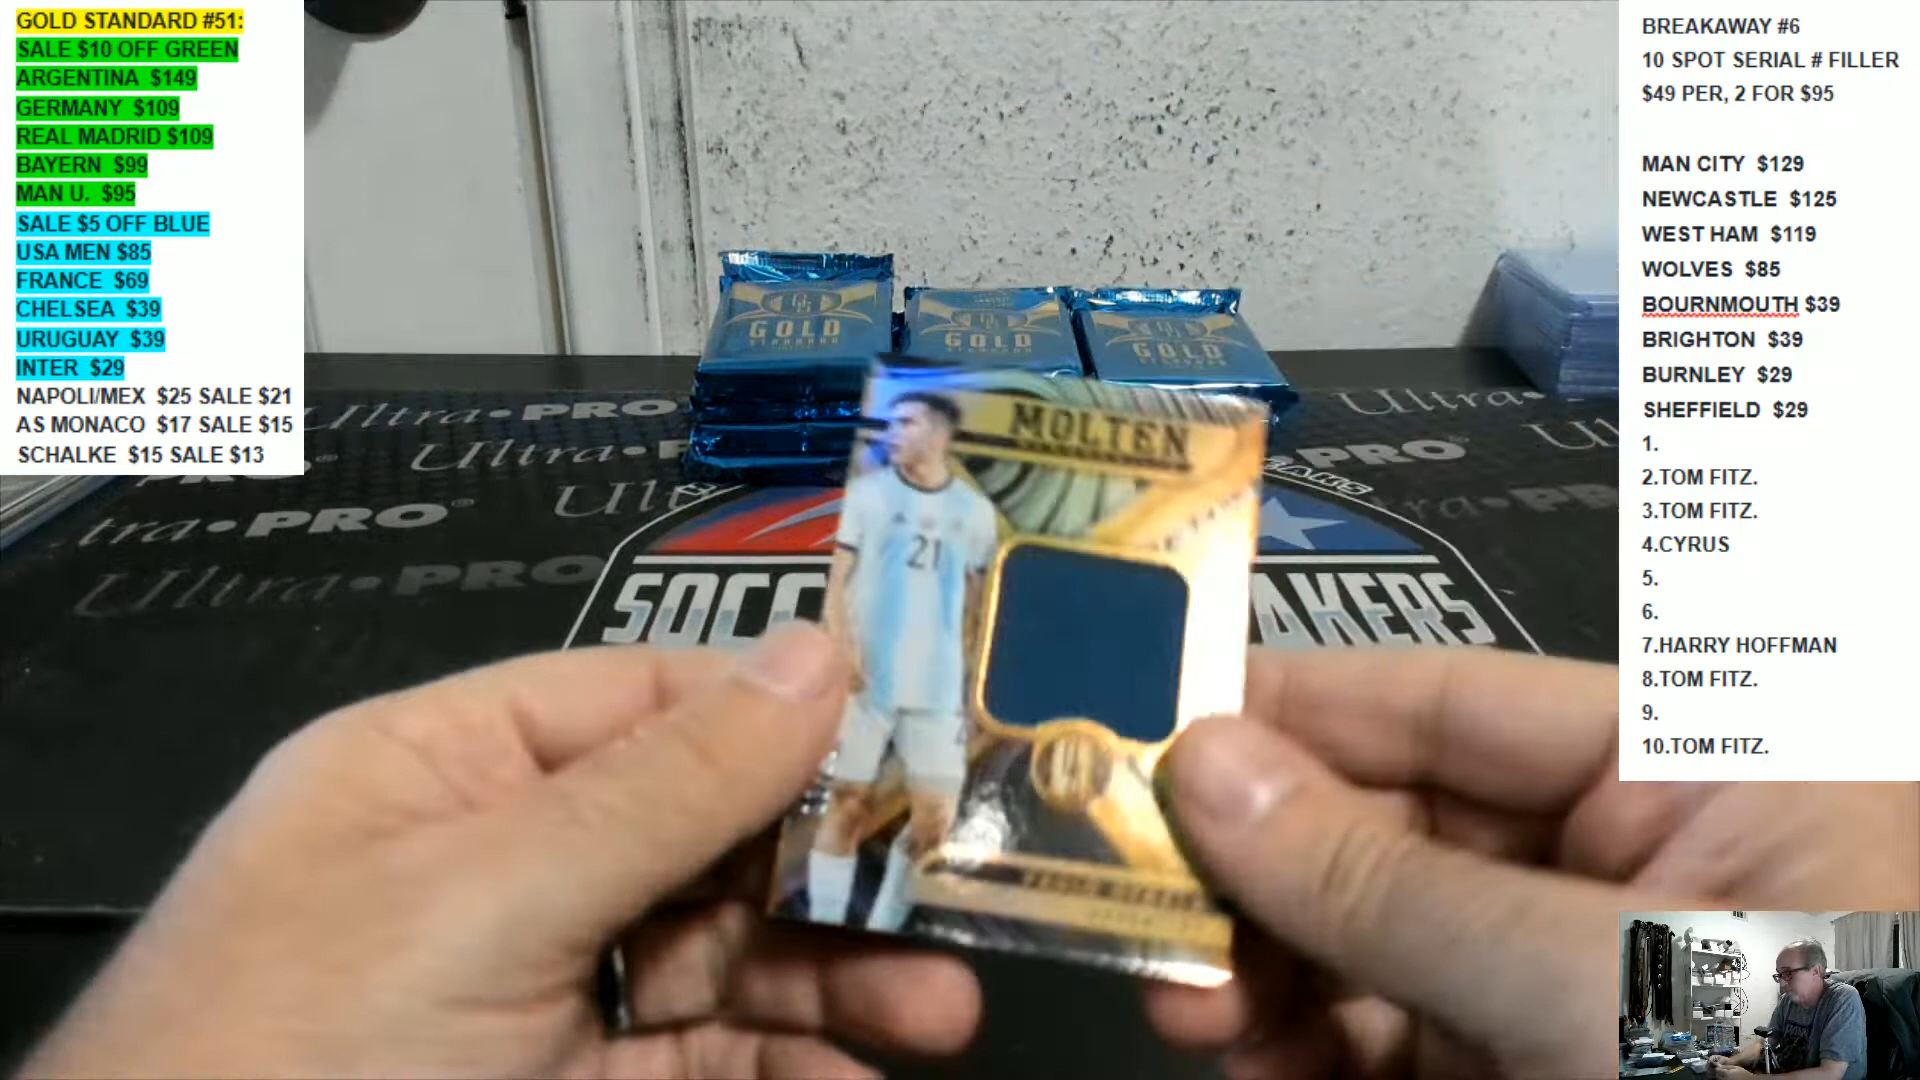 GOLD STANDARD #51:
SALE $10 OFF GREEN
ARGENTINA $149
GERMANY $109
REAL MADRID $109
BAYERN $99
MAN U. $95
SALE $5 OFF BLUE
USA MEN $85
FRANCE $69
CHELSEA $39
URUGUAY $39
INTER $29
NAPOLI/MEX $25 SALE $21
AS MONACO $17 SALE $15
SCHALKE $15 SALE $13
BREAKAWAY #6
10 SPOT SERIAL # FILLER
$49 PER, 2 FOR $95
MAN CITY $129
NEWCASTLE $125
WEST HAM $119
WOLVES $85
BOURNMOUTH $39
BRIGHTON $39
BURNLEY $29
SHEFFIELD $29
1.
2.TOM FITZ.
3.TOM FITZ.
4.CYRUS
5.
6.
7.HARRY HOFFMAN
8.TOM FITZ.
9.
10.TOM FITZ.
GOLD
STANDARD
GOLD
STANDARD
GOLD
STANDARD
MOLTEN
21
Ultra•PRO
Ultra
Ultra•PRO®
SOCC
AKERS